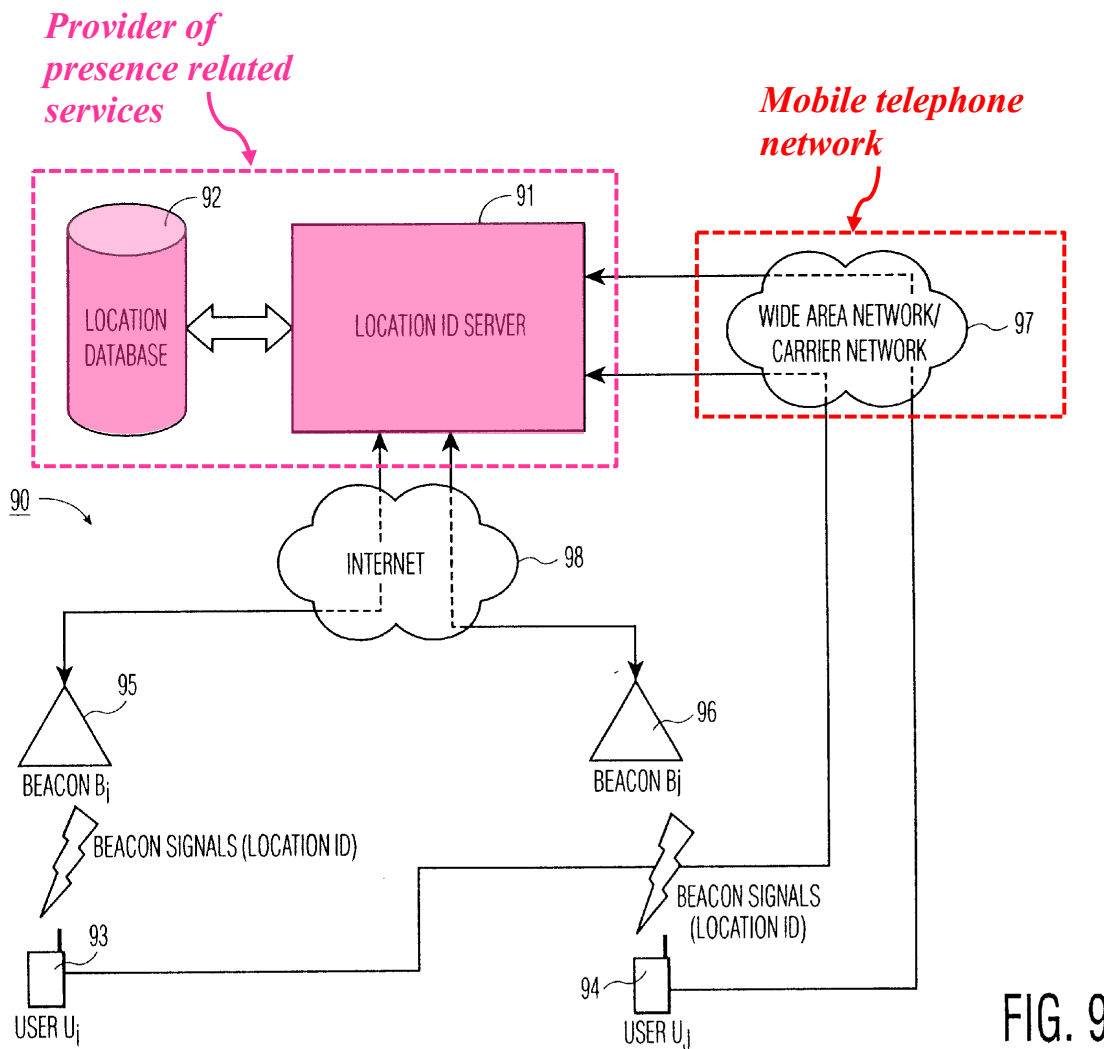 Provider of
presence related
services
Mobile telephone
network
92
91
LOCATION
DATABASE
LOCATION ID SERVER
WIDE AREA NETWORK/
CARRIER NETWORK
97
90
INTERNET
98
95
96
BEACON Bi
BEACON Bj
BEACON SIGNALS (LOCATION ID)
BEACON SIGNALS
(LOCATION ID)
93
94
USER Ui
USER UJ
FIG. 9